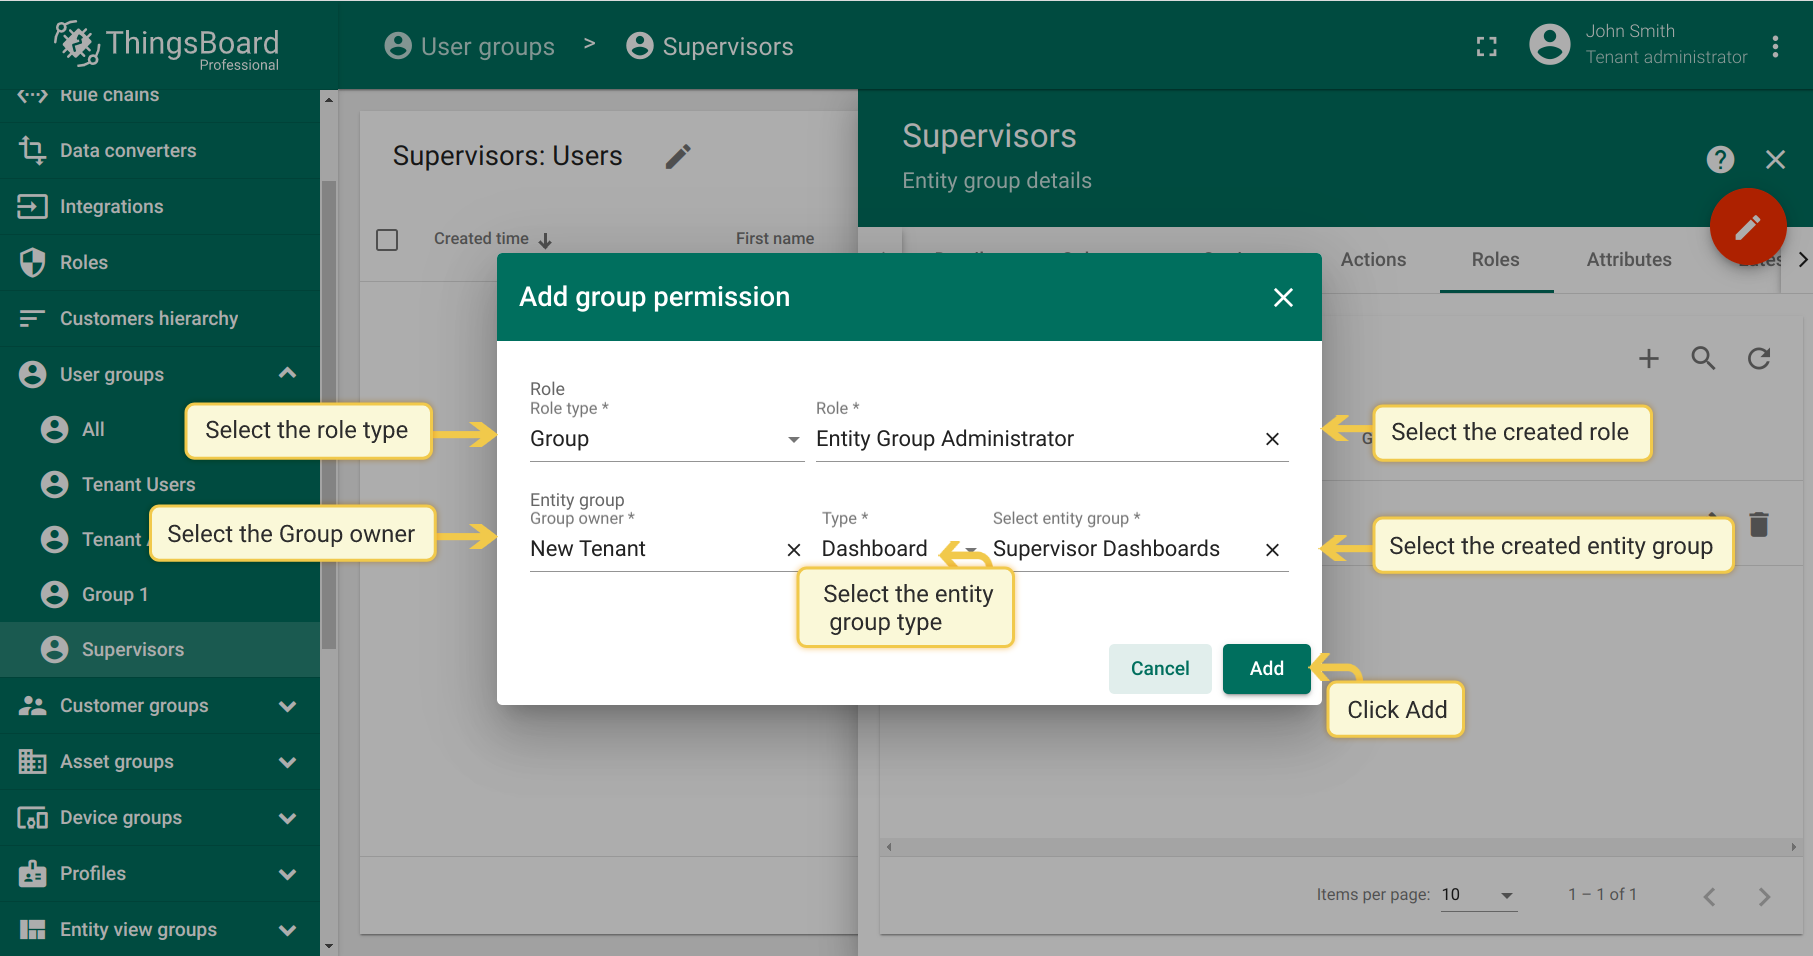 ThingsBoard
Professional
User groups > Supervisors
John Smith
Tenant administrator
Rule chains
Data converters
Integrations
Roles
Customers hierarchy
User groups
All
Tenant Users
Tenant
Group 1
Supervisors
Customer groups
Asset groups
Device groups
Profiles
Entity view groups
Supervisors: Users
Created time
First name
Supervisors
Entity group details
Actions
Roles
Attributes
Add group permission
Role
Role type *
Group
Role *
Entity Group Administrator
Entity group
Group owner *
New Tenant
Type *
Dashboard
Select entity group *
Supervisor Dashboards
Cancel
Add
Select the role type
Select the created role
Select the Group owner
Select the created entity group
Select the entity
group type
Click Add
Items per page: 10
1 – 1 of 1